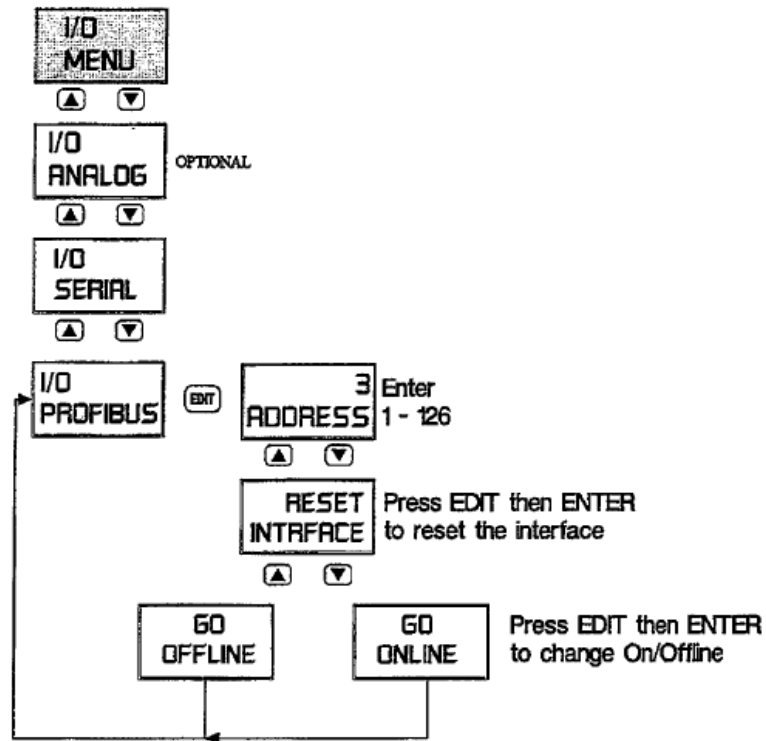 I/O
MENU
I/O
ANALOG
OPTIONAL
I/O
SERIAL
I/O
PROFIBUS
EDIT
3
ADDRESS
Enter
1 - 126
RESET
INTRFACE
Press EDIT then ENTER
to reset the interface
GO
OFFLINE
GO
ONLINE
Press EDIT then ENTER
to change On/Offline